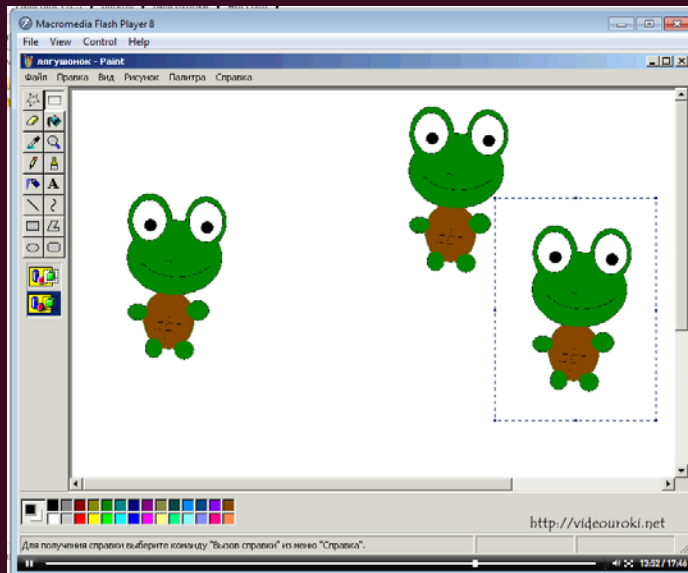 Macromedia Flash Player 8
File View Control Help
лягушонок - Paint
Файл Правка Вид Рисунок Палитра Справка
A
http://videouroki.net
Для получения справки выберите команду "Вызов справки" из меню "Справка".
13:52 / 17:46